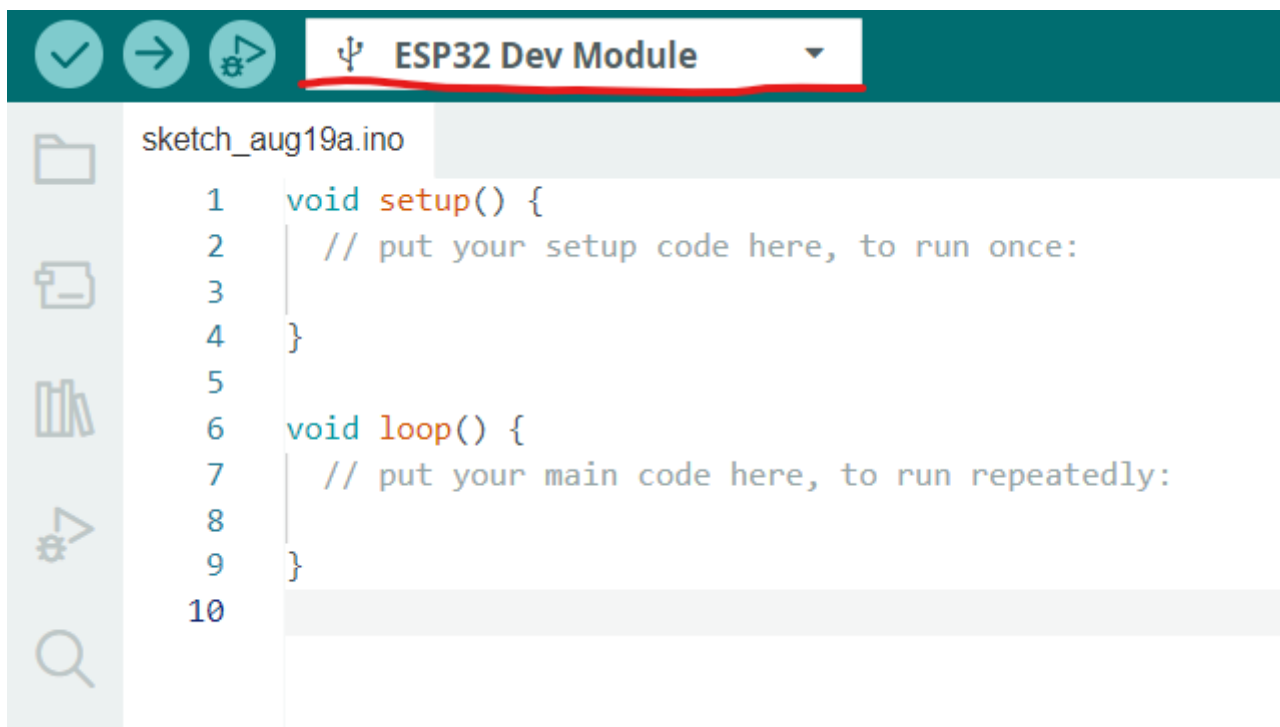 ESP32 Dev Module
sketch_aug19a.ino
1 void setup() {
2 // put your setup code here, to run once:
3
4 }
5
6 void loop() {
7 // put your main code here, to run repeatedly:
8
9 }
10